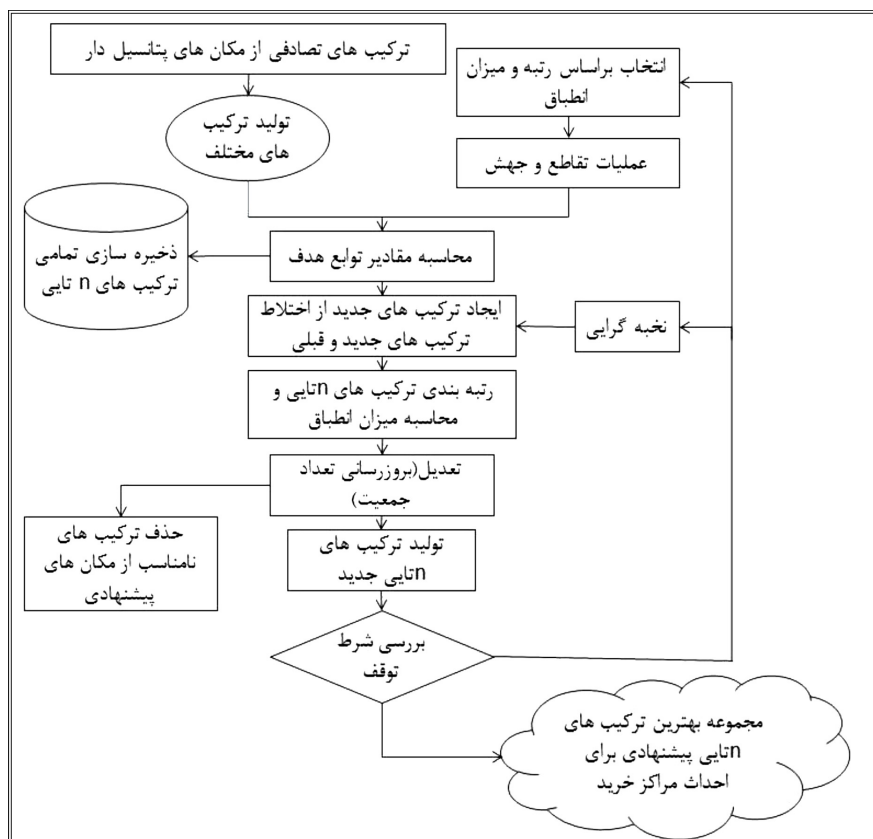 ترکیب های تصادفی از مکان های پتانسیل دار
انتخاب براساس رتبه و میزان
انطباق
تولید ترکیب
های مختلف
عملیات تقاطع و جهش
محاسبه مقادیر توابع هدف
ذخیره سازی تمامی
ترکیب های n تایی
ایجاد ترکیب های جدید از اختلاط
ترکیب های جدید و قبلی
نخبه گرایی
رتبه بندی ترکیب های nتایی و
محاسبه میزان انطباق
تعدیل(بروزرسانی تعداد
جمعیت)
حذف ترکیب های
نامناسب از مکان های
پیشنهادی
تولید ترکیب های
nتایی جدید
بررسی شرط
توقف
مجموعه بهترین ترکیب های
nتایی پیشنهادی برای
احداث مراکز خرید